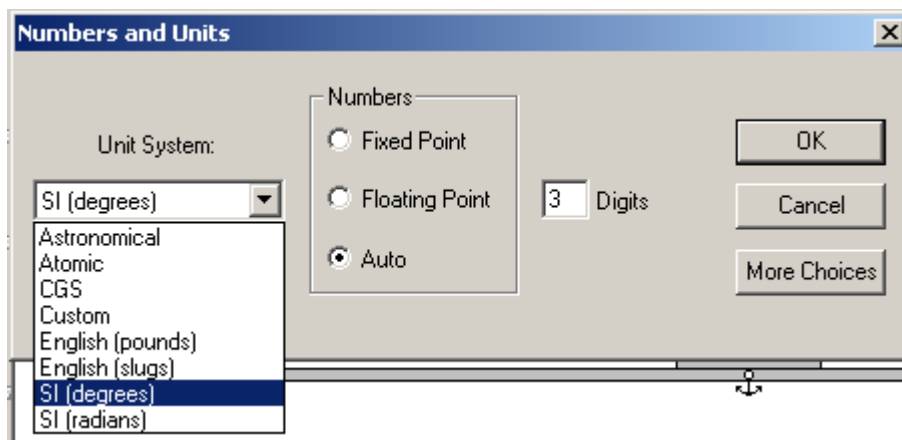 Numbers and Units
Unit System:
SI (degrees)
Astronomical
Atomic
CGS
Custom
English (pounds)
English (slugs)
SI (degrees)
SI (radians)
Numbers
Fixed Point
Floating Point
Auto
3 Digits
OK
Cancel
More Choices